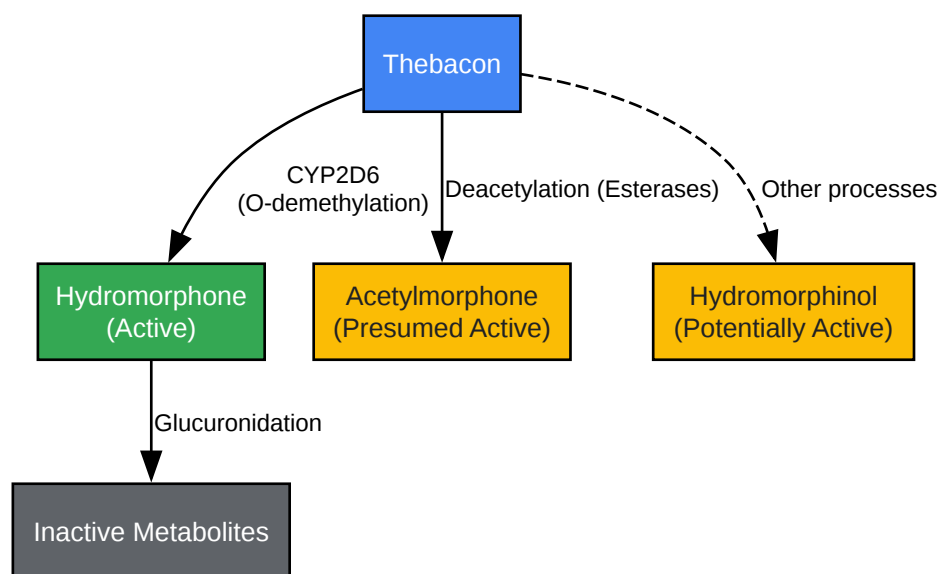 Thebacon
CYP2D6
(O-demethylation)
Deacetylation (Esterases)
Other processes
Hydromorphone
(Active)
Acetylmorphone
(Presumed Active)
Hydromorphinol
(Potentially Active)
Glucuronidation
Inactive Metabolites